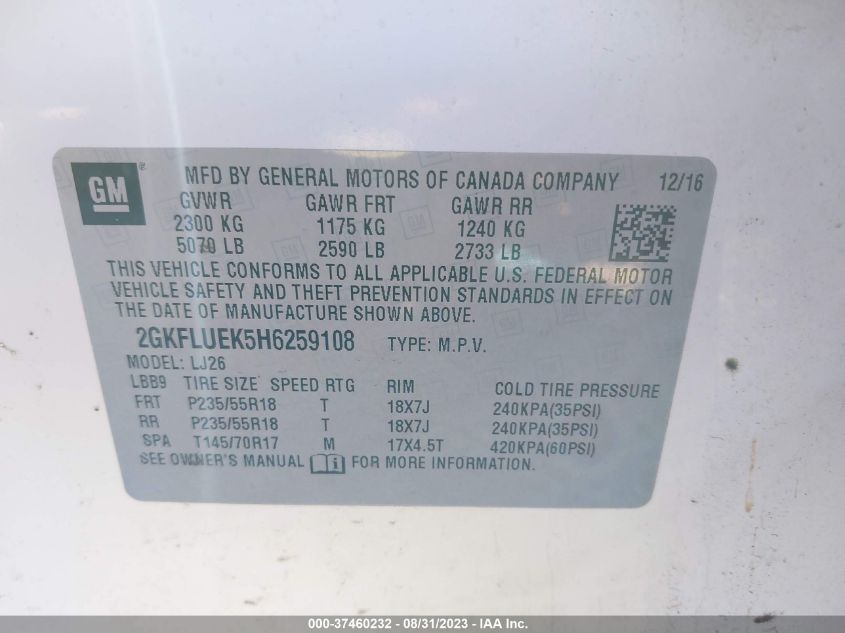 GM ® MFD BY GENERAL MOTORS OF CANADA COMPANY 12/16
GVWR GAWR FRT GAWR RR
2300 KG 1175 KG 1240 KG
5070 LB 2590 LB 2733 LB
THIS VEHICLE CONFORMS TO ALL APPLICABLE U.S. FEDERAL MOTOR
VEHICLE SAFETY AND THEFT PREVENTION STANDARDS IN EFFECT ON
THE DATE OF MANUFACTURE SHOWN ABOVE.
2GKFLUEK5H6259108 TYPE: M.P.V.
MODEL: LJ26
LBB9 TIRE SIZE SPEED RTG RIM COLD TIRE PRESSURE
FRT P235/55R18 T 18X7J 240KPA(35PSI)
RR P235/55R18 T 18X7J 240KPA(35PSI)
SPA T145/70R17 M 17X4.5T 420KPA(60PSI)
SEE OWNER'S MANUAL i FOR MORE INFORMATION.
000-37460232 - 08/31/2023 - IAA Inc.